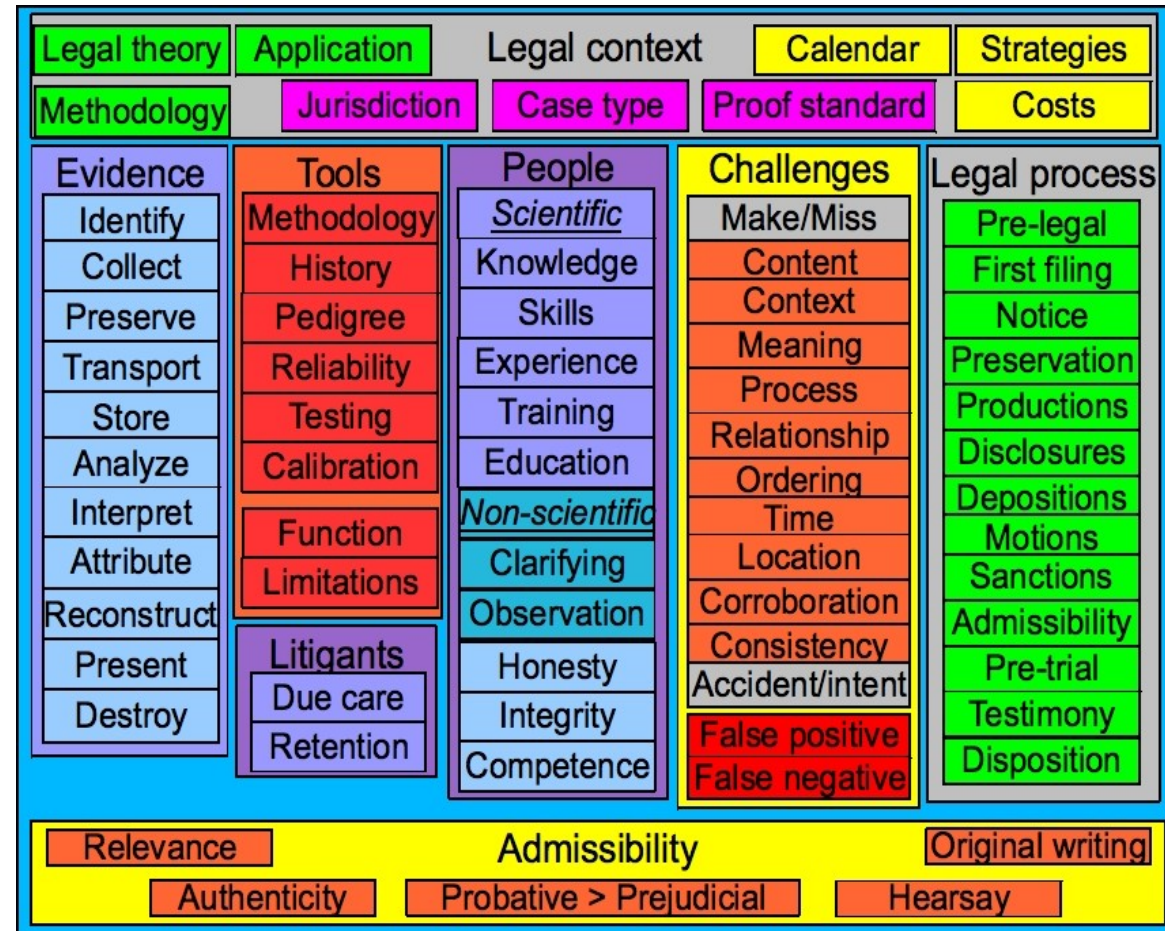 Legal theory
Application
Legal context
Calendar
Strategies
Methodology
Jurisdiction
Case type
Proof standard
Costs
Evidence
Identify
Collect
Preserve
Transport
Store
Analyze
Interpret
Attribute
Reconstruct
Present
Destroy
Tools
Methodology
History
Pedigree
Reliability
Testing
Calibration
Function
Limitations
Litigants
Due care
Retention
People
Scientific
Knowledge
Skills
Experience
Training
Education
Non-scientific
Clarifying
Observation
Honesty
Integrity
Competence
Challenges
Make/Miss
Content
Context
Meaning
Process
Relationship
Ordering
Time
Location
Corroboration
Consistency
Accident/intent
False positive
False negative
Legal process
Pre-legal
First filing
Notice
Preservation
Productions
Disclosures
Depositions
Motions
Sanctions
Admissibility
Pre-trial
Testimony
Disposition
Relevance
Admissibility
Original writing
Authenticity
Probative > Prejudicial
Hearsay